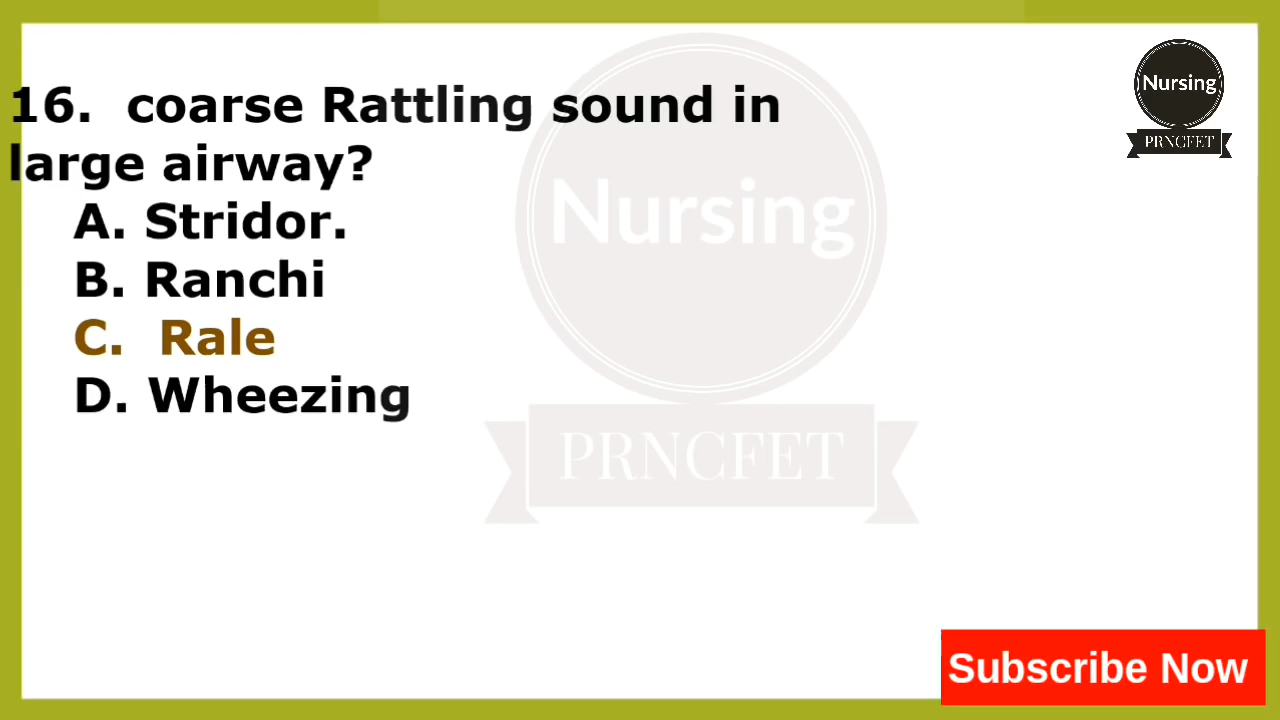 Nursing
PRNCFET
16. coarse Rattling sound in
large airway?
A. Stridor.
B. Ranchi
C. Rale
D. Wheezing
Nursing
PRNCFET
Subscribe Now